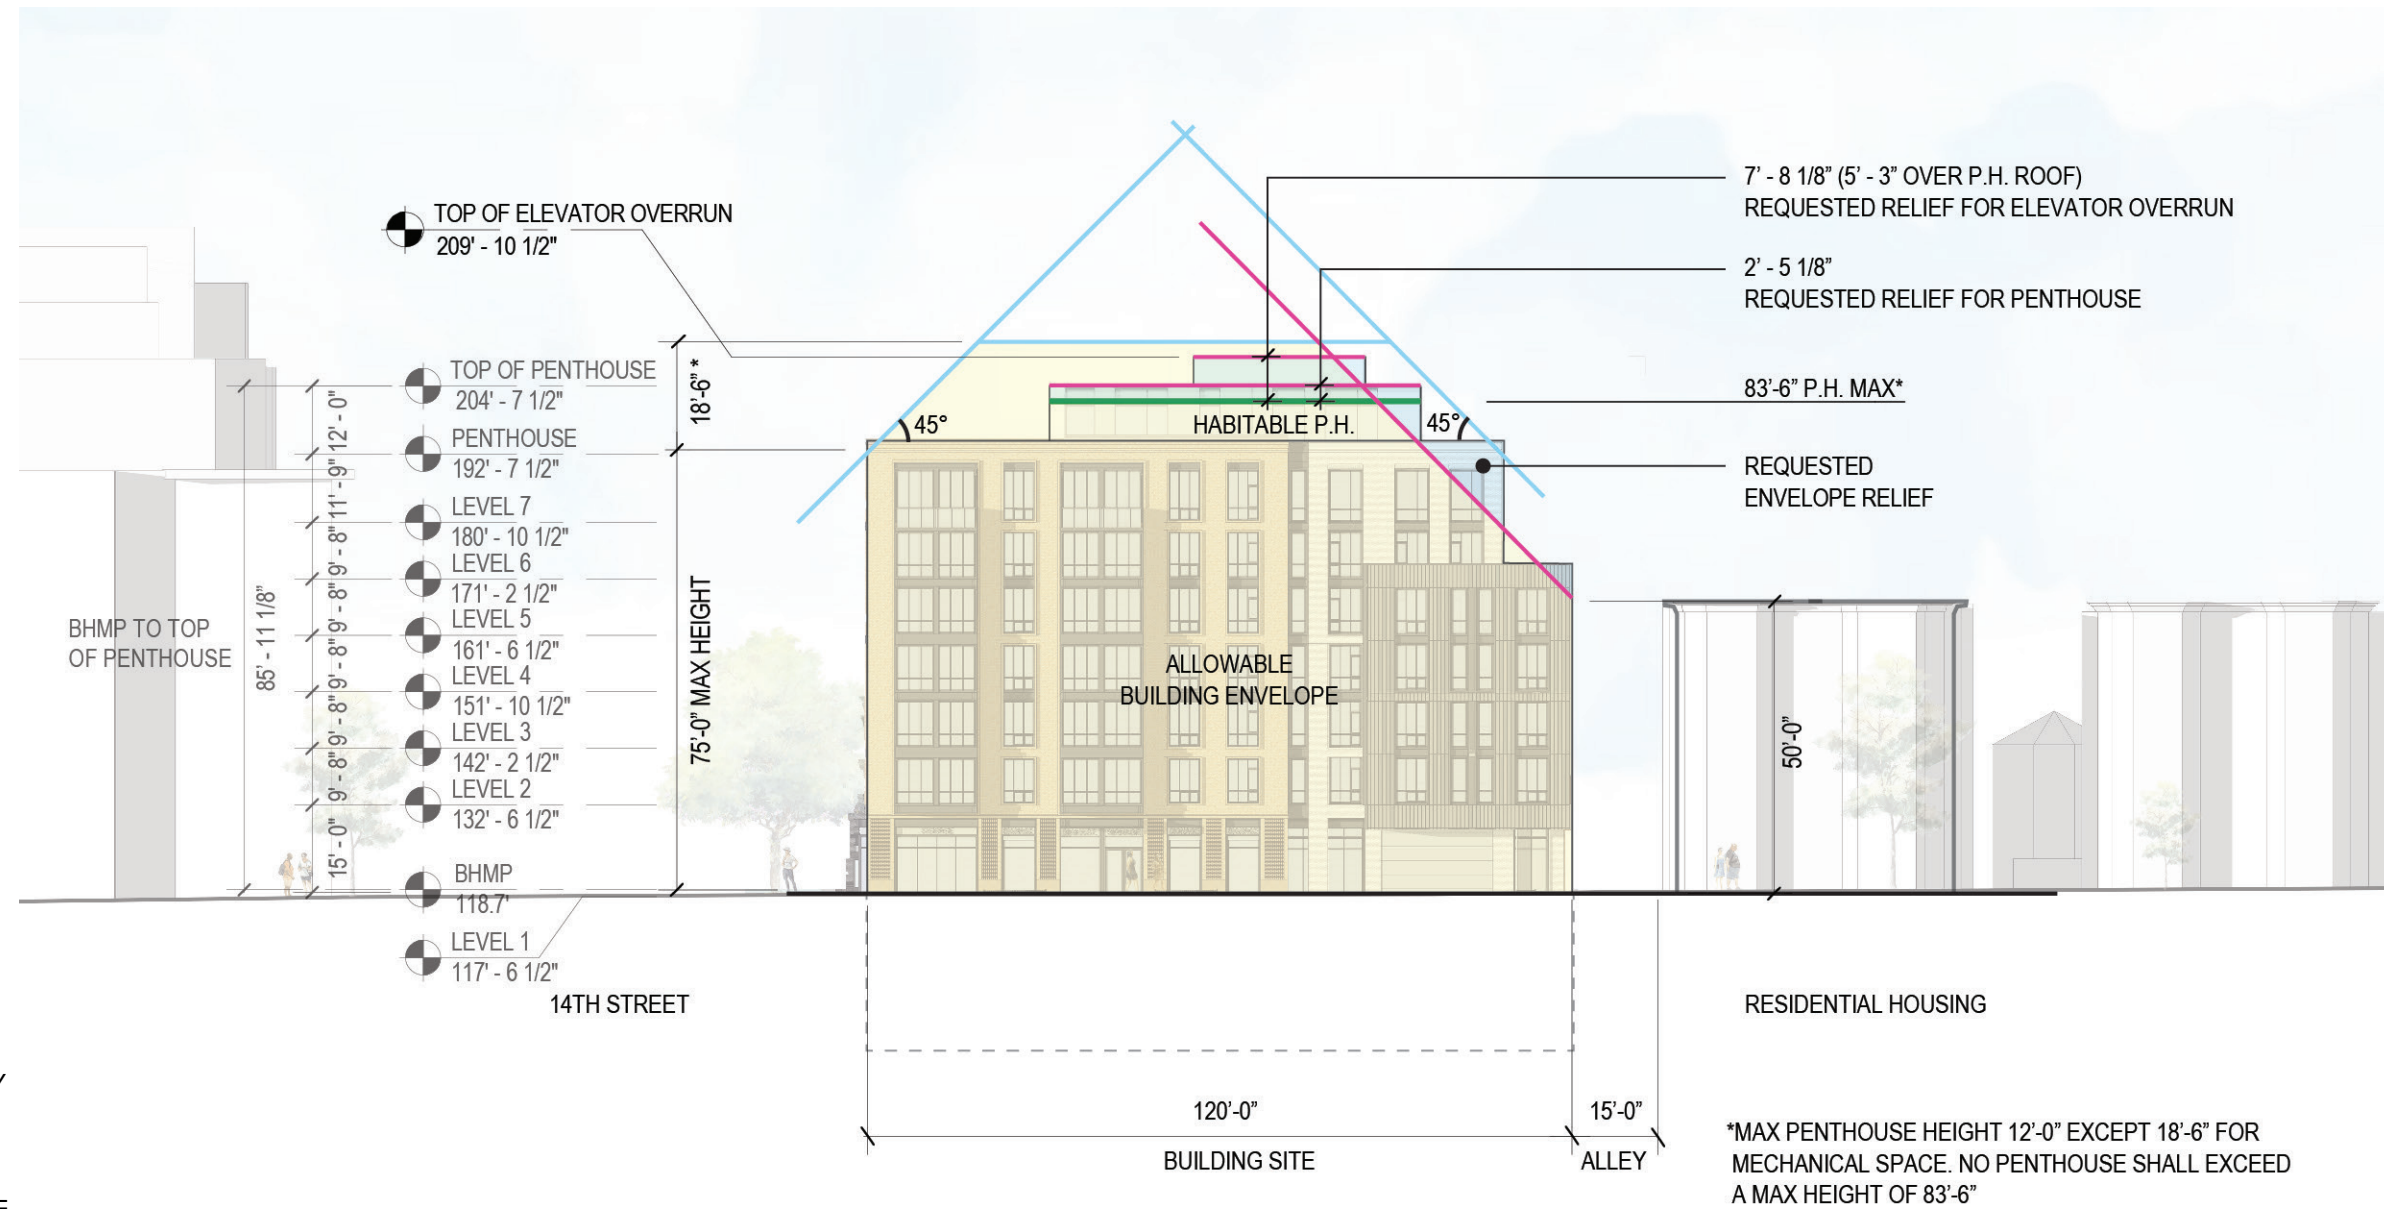 7' - 8 1/8” (5' - 3” OVER P.H. ROOF)
REQUESTED RELIEF FOR ELEVATOR OVERRUN
TOP OF ELEVATOR OVERRUN
209' - 10 1/2"
2' - 5 1/8”
REQUESTED RELIEF FOR PENTHOUSE
18'-6” *
TOP OF PENTHOUSE
204' - 7 1/2"
83'-6” P.H. MAX*
12' - 0"
45°
HABITABLE P.H.
45°
PENTHOUSE
192' - 7 1/2"
REQUESTED
ENVELOPE RELIEF
11' - 9"
LEVEL 7
180' - 10 1/2"
9' - 8"
LEVEL 6
171' - 2 1/2"
9' - 8"
LEVEL 5
161' - 6 1/2"
BHMP TO TOP
OF PENTHOUSE
85' - 11 1/8"
9' - 8"
75'-0” MAX HEIGHT
ALLOWABLE
BUILDING ENVELOPE
LEVEL 4
151' - 10 1/2"
9' - 8"
LEVEL 3
142' - 2 1/2"
50'-0”
9' - 8"
LEVEL 2
132' - 6 1/2"
15' - 0"
BHMP
118.7'
LEVEL 1
117' - 6 1/2"
14TH STREET
RESIDENTIAL HOUSING
Y
120'-0”
15'-0”
BUILDING SITE
ALLEY
*MAX PENTHOUSE HEIGHT 12'-0” EXCEPT 18'-6” FOR
MECHANICAL SPACE. NO PENTHOUSE SHALL EXCEED
A MAX HEIGHT OF 83'-6”
E